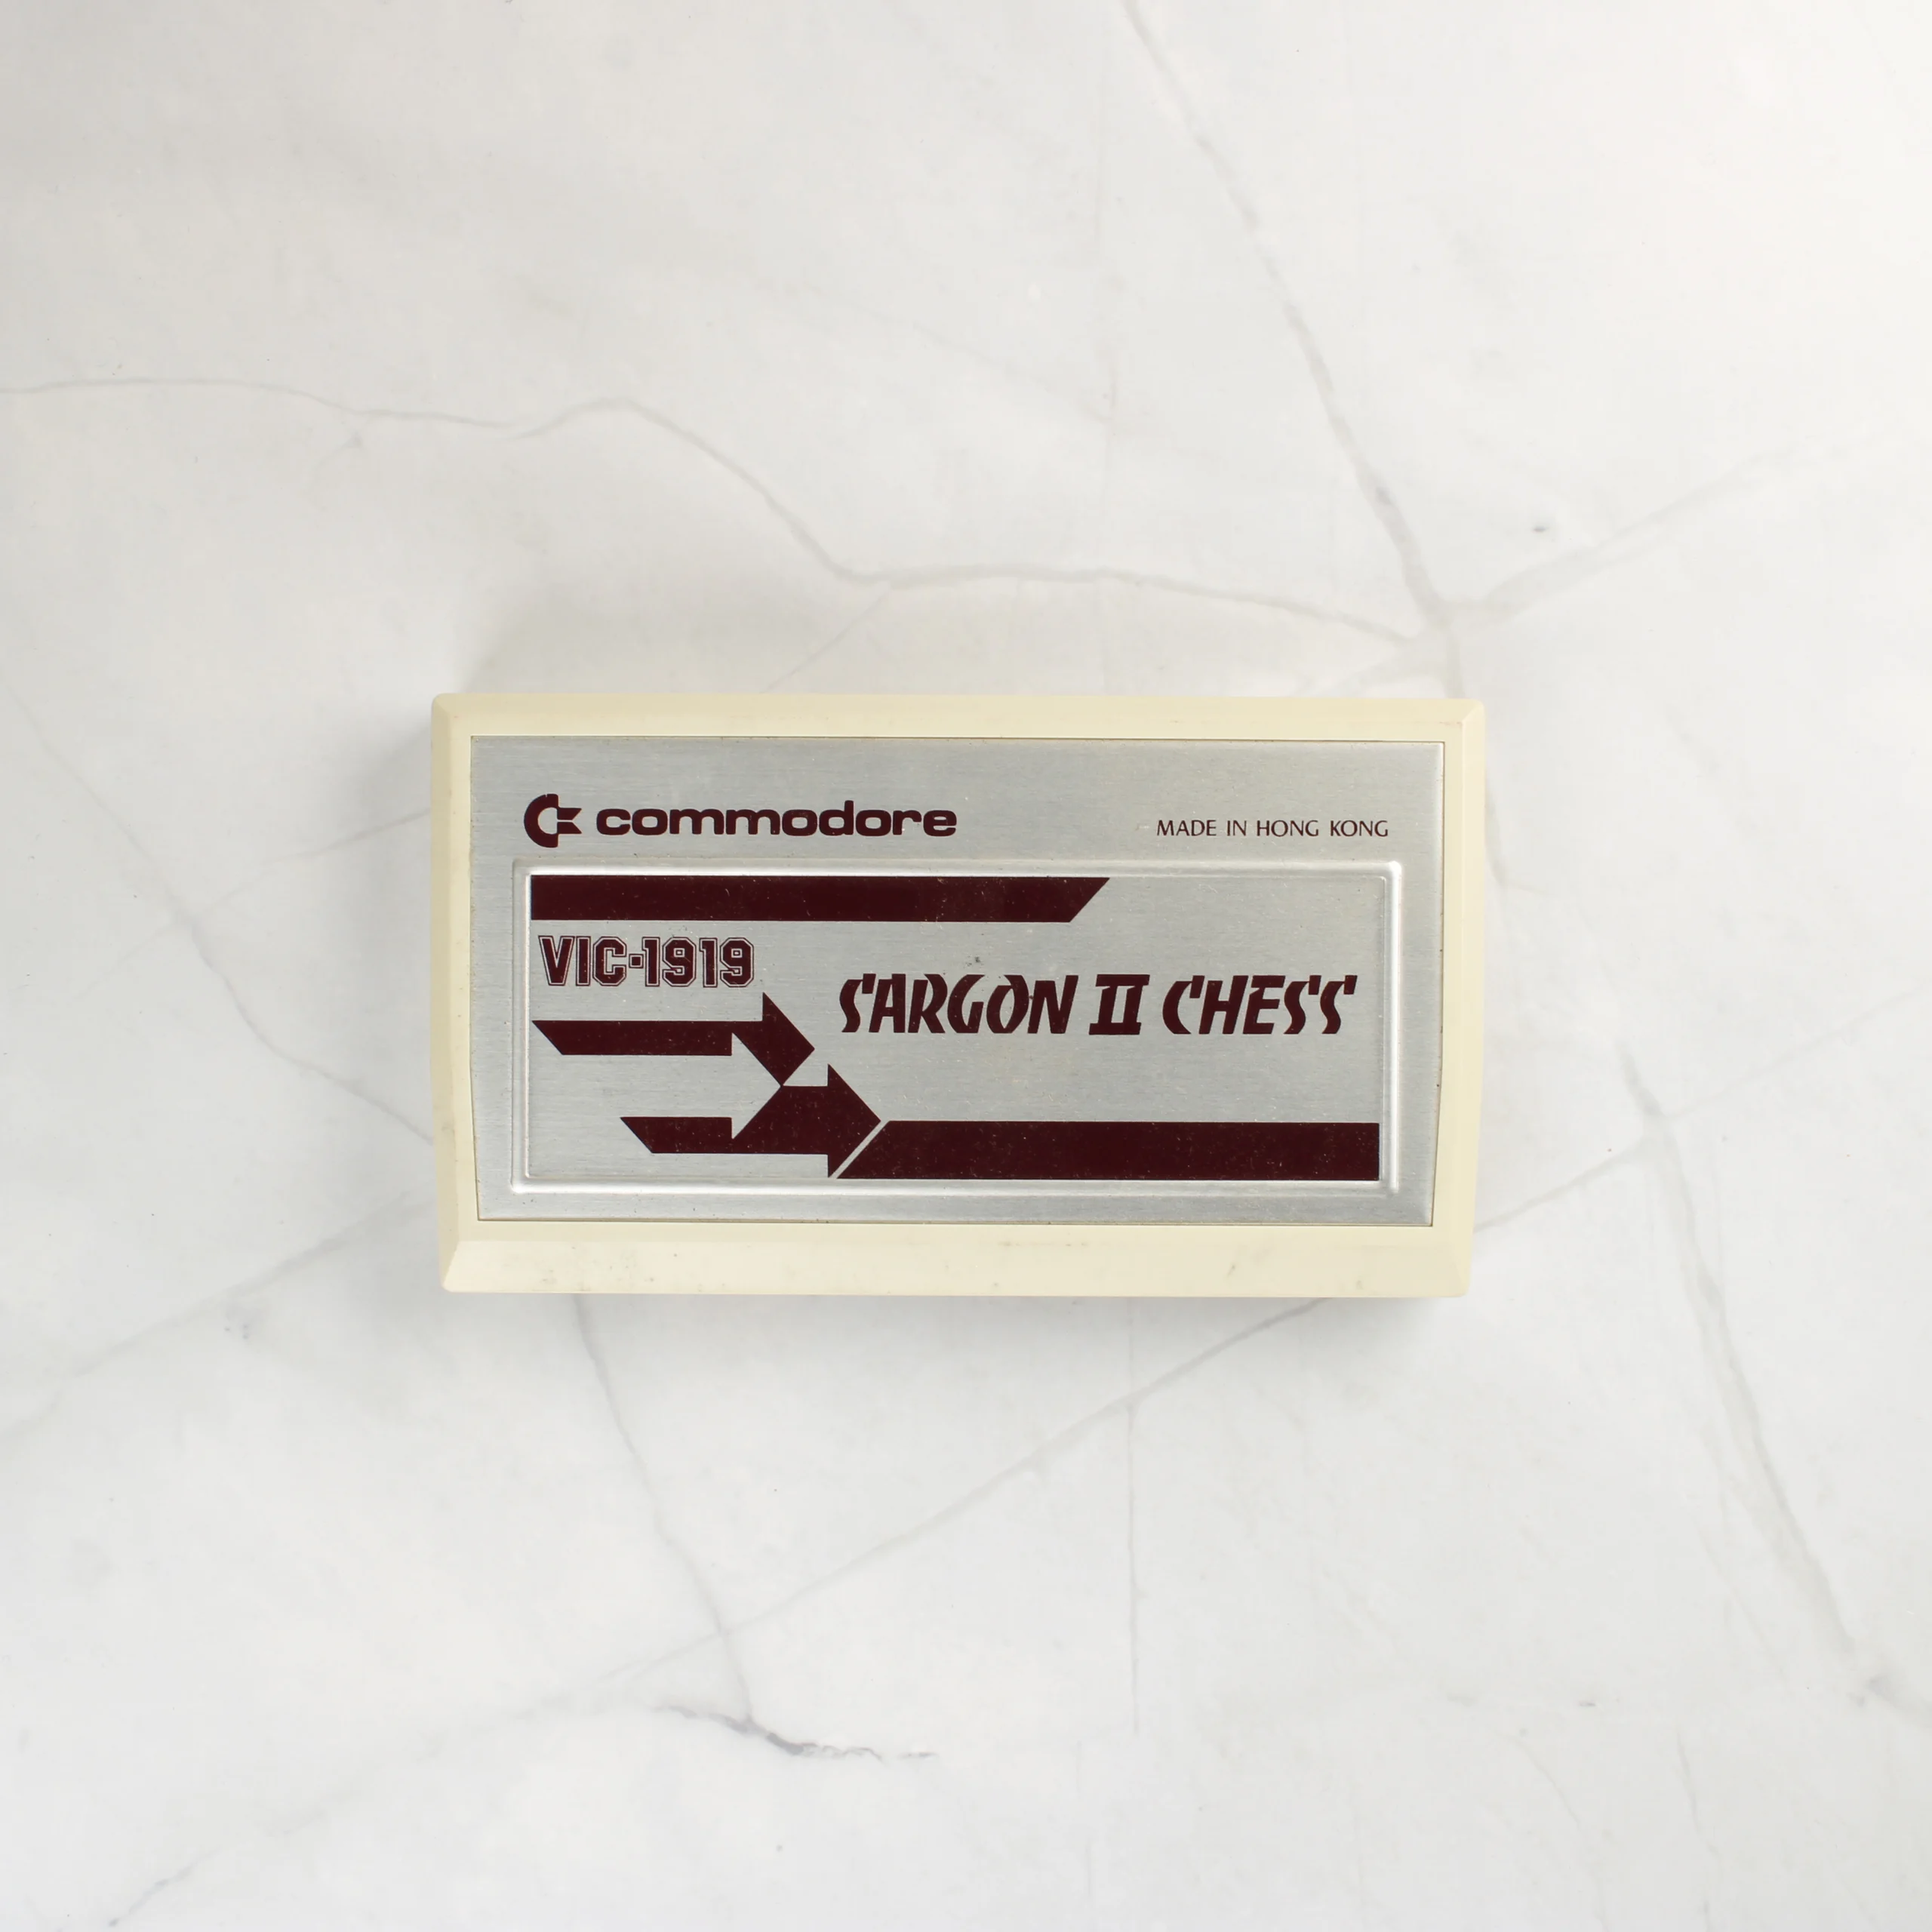 commodore
MADE IN HONG KONG
VIC-1919
SARGON II CHESS